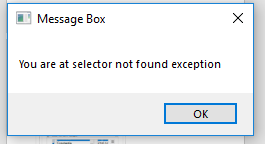 Message Box
You are at selector not found exception
OK